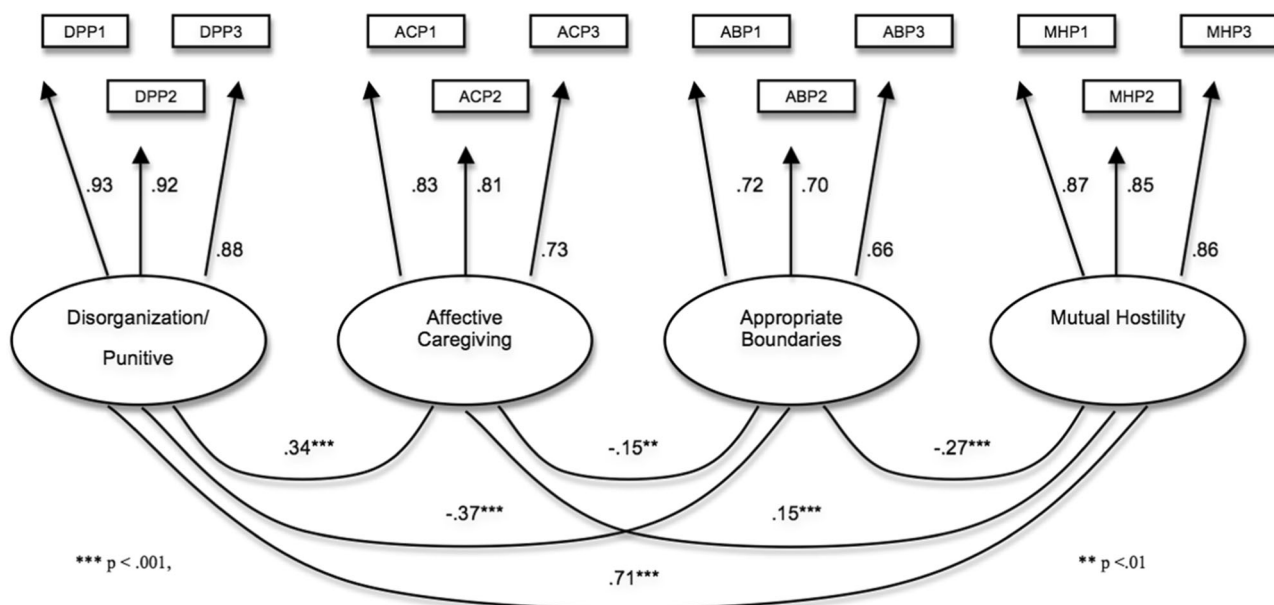 DPP1
DPP3
ACP1
ACP3
ABP1
ABP3
MHP1
MHP3
DPP2
ACP2
ABP2
MHP2
.93
.92
.83
.81
.72
.70
.87
.85
.88
.73
.66
.86
Disorganization/
Punitive
Affective
Caregiving
Appropriate
Boundaries
Mutual Hostility
.34***
-.15**
-.27***
-.37***
.15***
*** p < .001,
.71***
** p <.01